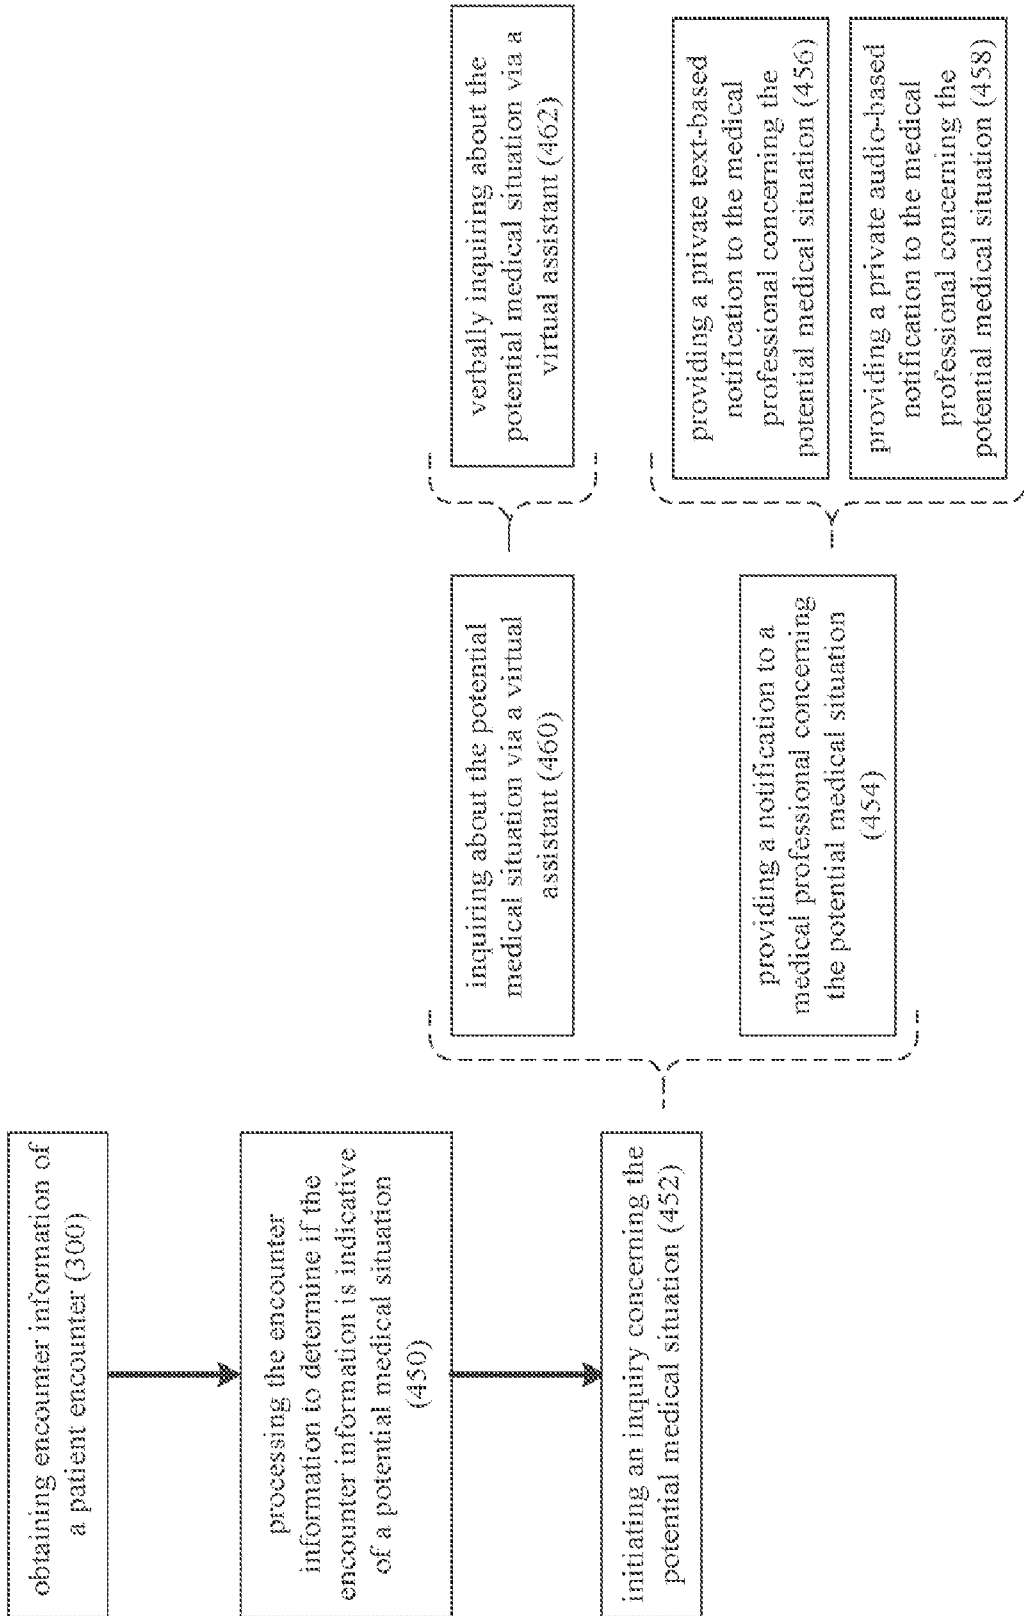 obtaining encounter information of
a patient encounter (300)
processing the encounter
information to determine if the
encounter information is indicative
of a potential medical situation
(450)
initiating an inquiry concerning the
potential medical situation (452)
inquiring about the potential
medical situation via a virtual
assistant (460)
providing a notification to a
medical professional concerning
the potential medical situation
(454)
verbally inquiring about the
potential medical situation via a
virtual assistant (462)
providing a private text-based
notification to the medical
professional concerning the
potential medical situation (456)
providing a private audio-based
notification to the medical
professional concerning the
potential medical situation (458)